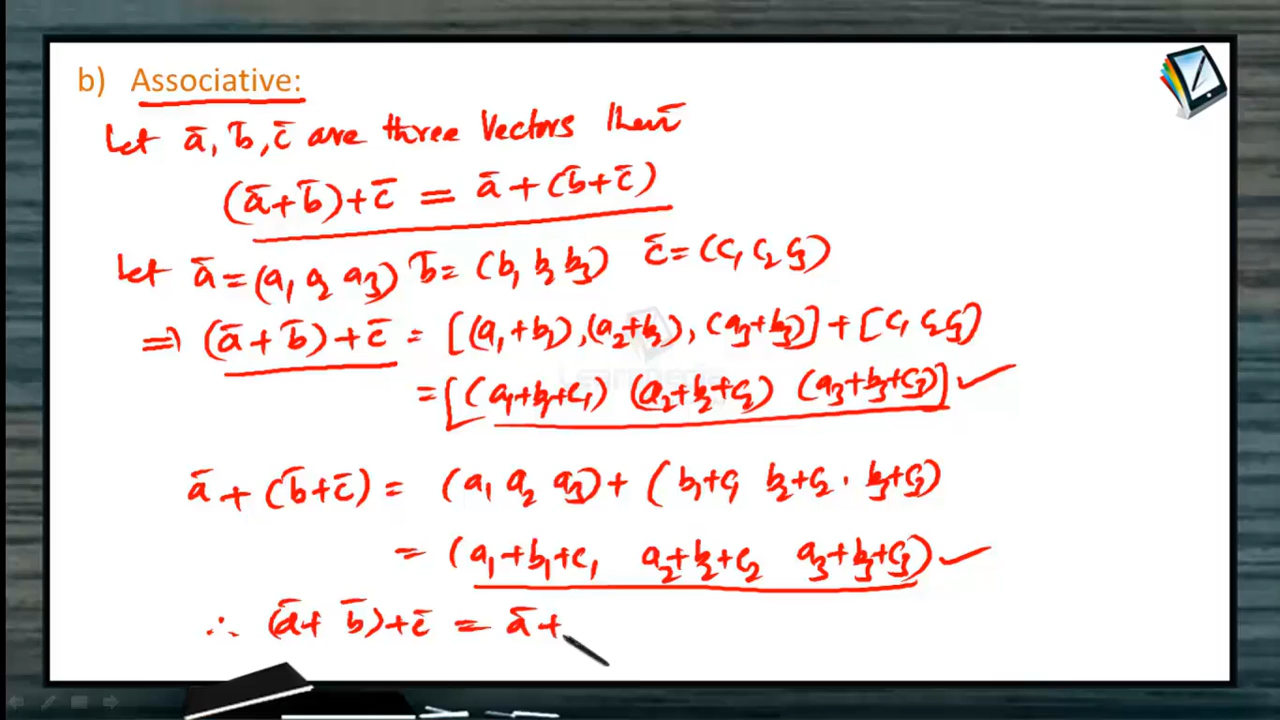 b) Associative:
Let a̅, b̅, c̅ are three vectors then
(a̅+b̅)+c̅ = a̅+(b̅+c̅)
let a̅=(a₁ a₂ a₃) b̅=(b₁ b₂ b₃) c̅=(c₁ c₂ c₃)
⇒ (a̅+b̅)+c̅ = [(a₁+b₂),(a₂+b₂),(a₃+b₃)]+[c₁ c₂ c₃]
=[(a₁+b₁+c₁) (a₂+b₂+c₂) (a₃+b₃+c₃)] ✓
a̅+(b̅+c̅)= (a₁ a₂ a₃)+(b₁+c₁ b₂+c₂ . b₃+c₃)
= (a₁+b₁+c₁ a₂+b₂+c₂ a₃+b₃+c₃) ✓
∴ (a̅+b̅)+c̅ = a̅+